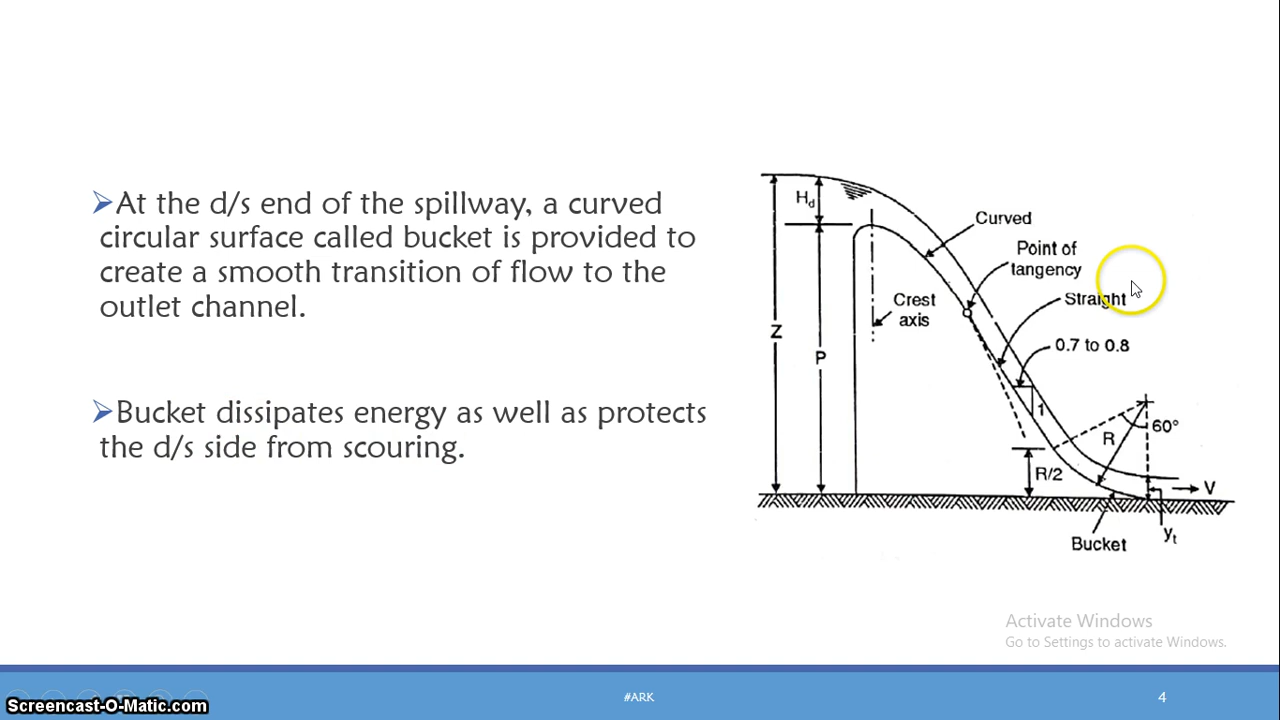 ➢At the d/s end of the spillway, a curved
circular surface called bucket is provided to
create a smooth transition of flow to the
outlet channel.
➢Bucket dissipates energy as well as protects
the d/s side from scouring.
Hd
Curved
Point of
tangency
Crest
axis
Straight
Z
P
0.7 to 0.8
1
60°
R
R/2
V
Bucket
yt
Activate Windows
Go to Settings to activate Windows.
#ARK
4
Screencast-O-Matic.com